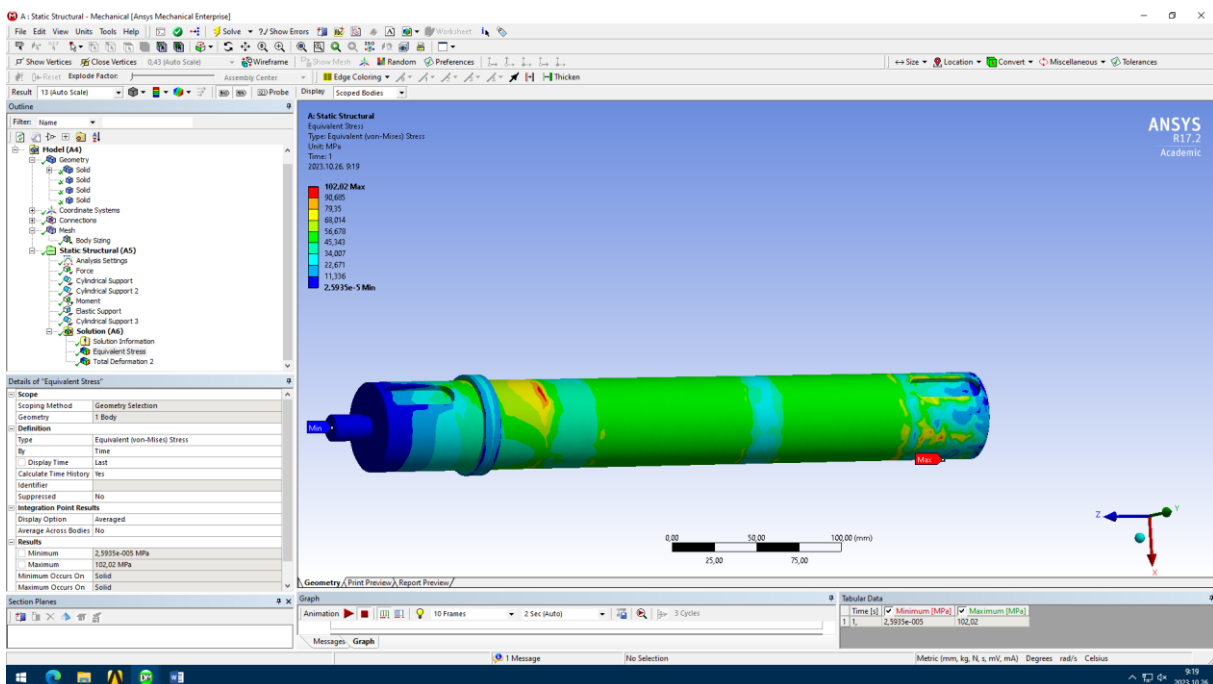 A : Static Structural - Mechanical [Ansys Mechanical Enterprise]
File Edit View Units Tools Help Solve ?/ Show Errors Worksheet
Show Vertices Close Vertices 0,43 (Auto Scale) Wireframe Show Mesh Random Preferences Size Location Convert Miscellaneous Tolerances
Reset Explode Factor: Assembly Center Edge Coloring Thicken
Result 13 (Auto Scale) Probe Display Scoped Bodies
Outline
Filter: Name
Model (A4)
Geometry
Solid
Solid
Solid
Solid
Coordinate Systems
Connections
Mesh
Body Sizing
Static Structural (A5)
Analysis Settings
Force
Cylindrical Support
Cylindrical Support 2
Moment
Elastic Support
Cylindrical Support 3
Solution (A6)
Solution Information
Equivalent Stress
Total Deformation 2
Details of "Equivalent Stress"
Scope
Scoping Method Geometry Selection
Geometry 1 Body
Definition
Type Equivalent (von-Mises) Stress
By Time
Display Time Last
Calculate Time History Yes
Identifier
Suppressed No
Integration Point Results
Display Option Averaged
Average Across Bodies No
Results
Minimum 2,5935e-005 MPa
Maximum 102,02 MPa
Minimum Occurs On Solid
Maximum Occurs On Solid
Section Planes
A: Static Structural
Equivalent Stress
Type: Equivalent (von-Mises) Stress
Unit: MPa
Time: 1
2023.10.26. 9:19
102,02 Max
90,685
79,35
68,014
56,678
45,343
34,007
22,671
11,336
2,5935e-5 Min
ANSYS
R17.2
Academic
Min
Max
Z
Y
X
0,00 50,00 100,00 (mm)
25,00 75,00
Geometry Print Preview Report Preview
Graph
Animation 10 Frames 2 Sec (Auto) 3 Cycles
Messages Graph
Tabular Data
Time [s] Minimum [MPa] Maximum [MPa]
1 1, 2,5935e-005 102,02
1 Message No Selection Metric (mm, kg, N, s, mV, mA) Degrees rad/s Celsius
DM
9:19
2023.10.26